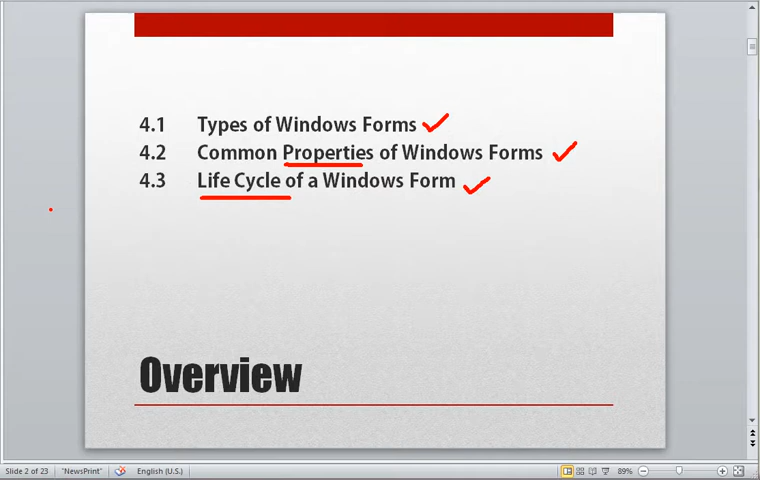 4.1 Types of Windows Forms
4.2 Common Properties of Windows Forms
4.3 Life Cycle of a Windows Form
Overview
Slide 2 of 23 "NewsPrint" English (U.S.) 89%